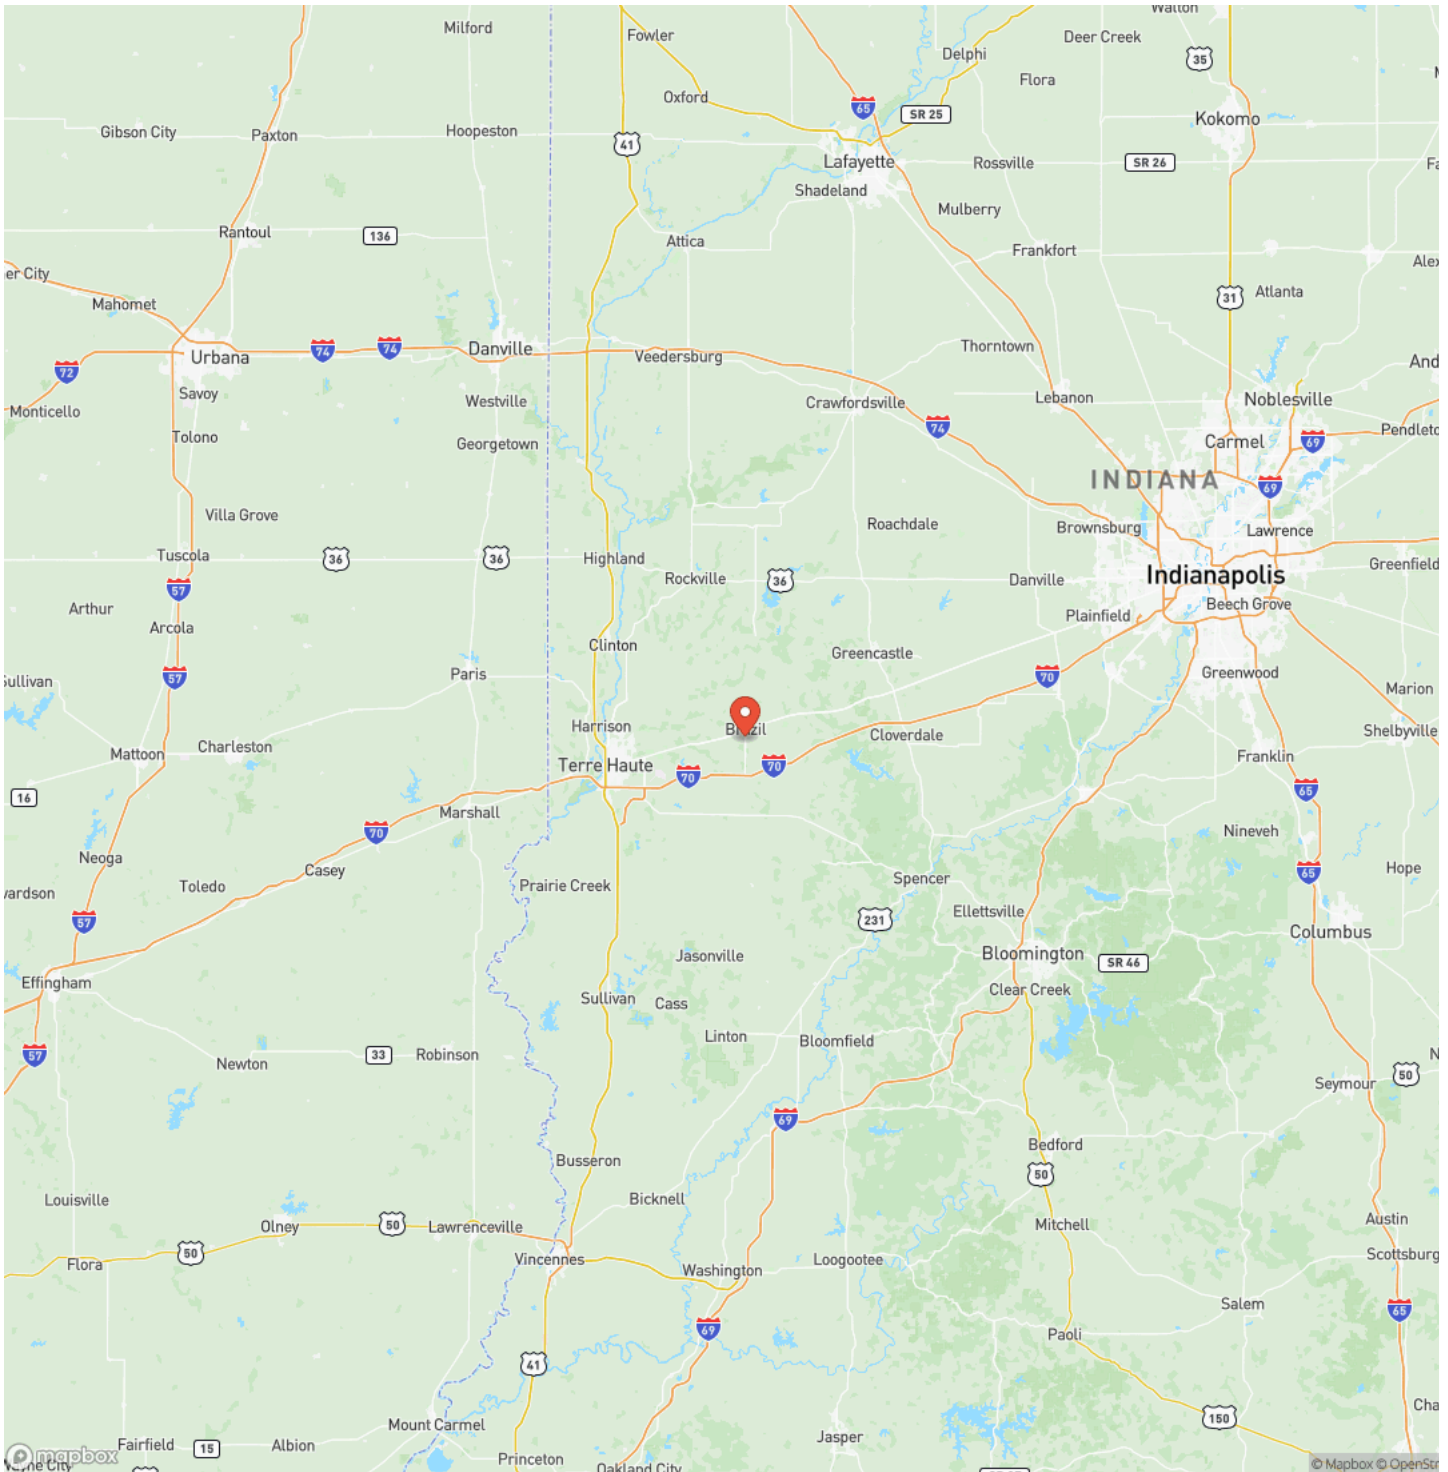 Walton
Milford
Fowler
Deer Creek
Delphi
35
Flora
Oxford
65
SR 25
Kokomo
Gibson City
Paxton
Hoopeston
41
Lafayette
Rossville
SR 26
Shadeland
Mulberry
Rantoul
136
Attica
Frankfort
er City
Mahomet
31
Atlanta
Urbana
74
74
Danville
Veedersburg
Thorntown
72
And
Monticello
Savoy
Westville
Crawfordsville
Lebanon
Noblesville
74
Tolono
Georgetown
Carmel
69
Pendleto
INDIANA
69
Villa Grove
Roachdale
Brownsburg
Lawrence
Tuscola
36
36
Highland
Rockville
36
Danville
Indianapolis
Greenfield
57
Arthur
Beech Grove
Plainfield
Arcola
Clinton
Greencastle
57
Paris
70
Greenwood
Sullivan
Marion
Harrison
Brazil
Cloverdale
Shelbyville
Mattoon
Charleston
Terre Haute
70
70
Franklin
16
65
Marshall
70
Nineveh
Neoga
Casey
65
Hope
Toledo
Prairie Creek
Spencer
vardson
57
231
Ellettsville
Columbus
Jasonville
Bloomington
SR 46
Effingham
Clear Creek
Sullivan
Cass
Linton
Bloomfield
57
Newton
33
Robinson
50
Seymour
69
Bedford
50
Busseron
Louisville
Bicknell
Olney
50
Lawrenceville
Mitchell
Austin
50
Flora
Vincennes
Washington
Loogootee
Scottsburg
Salem
65
69
Paoli
41
Cha
Mount Carmel
150
Fairfield
15
Albion
Jasper
mapbox
Princeton
Oakland City
© Mapbox © OpenStr